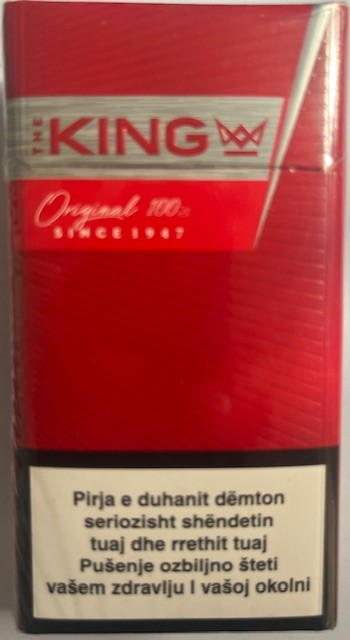 THE KING
Original 100s
SINCE 1947
Pirja e duhanit dëmton
seriozisht shëndetin
tuaj dhe rrethit tuaj
Pušenje ozbiljno šteti
vašem zdravlju I vašoj okolni